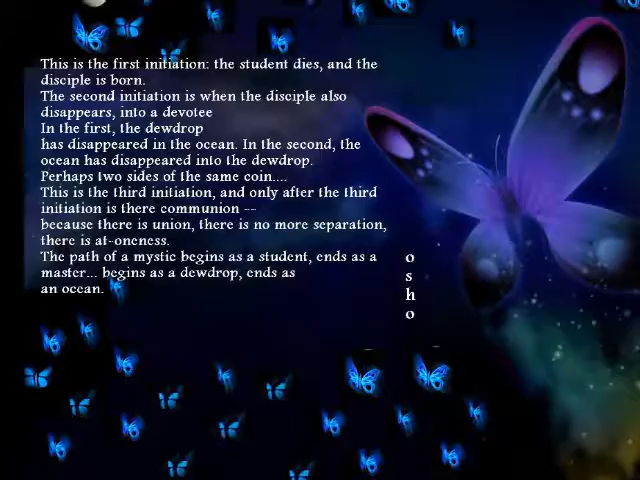 This is the first initiation: the student dies, and the
disciple is born.
The second initiation is when the disciple also
disappears, into a devotee
In the first, the dewdrop
has disappeared in the ocean. In the second, the
ocean has disappeared into the dewdrop.
Perhaps two sides of the same coin....
This is the third initiation, and only after the third
initiation is there communion --
because there is union, there is no more separation,
there is at-oneness.
The path of a mystic begins as a student, ends as a
master... begins as a dewdrop, ends as
an ocean.
o
s
h
o